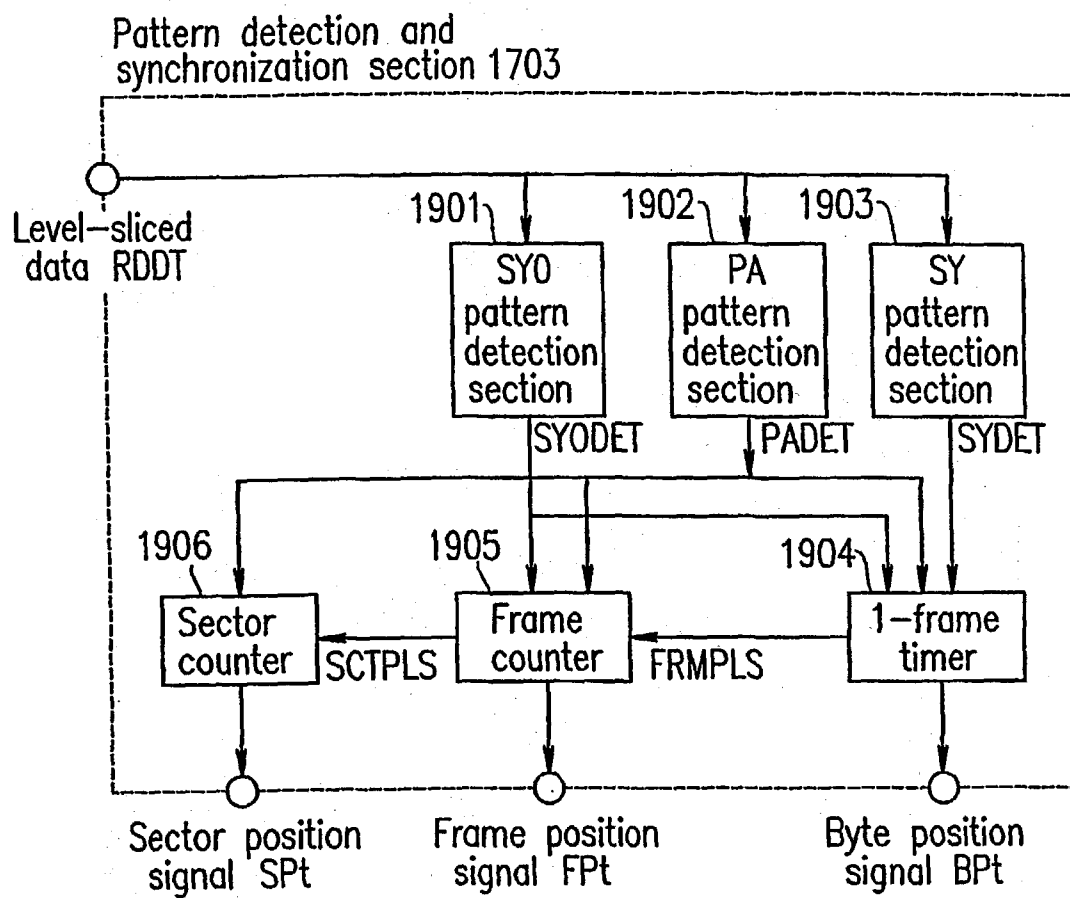 Pattern detection and
synchronization section 1703
Level-sliced
data RDDT
1901
1902
1903
SYO
pattern
detection
section
PA
pattern
detection
section
SY
pattern
detection
section
SYODET
PADET
SYDET
1906
1905
1904
Sector
counter
SCTPLS
Frame
counter
FRMPLS
1-frame
timer
Sector position
signal SPt
Frame position
signal FPt
Byte position
signal BPt